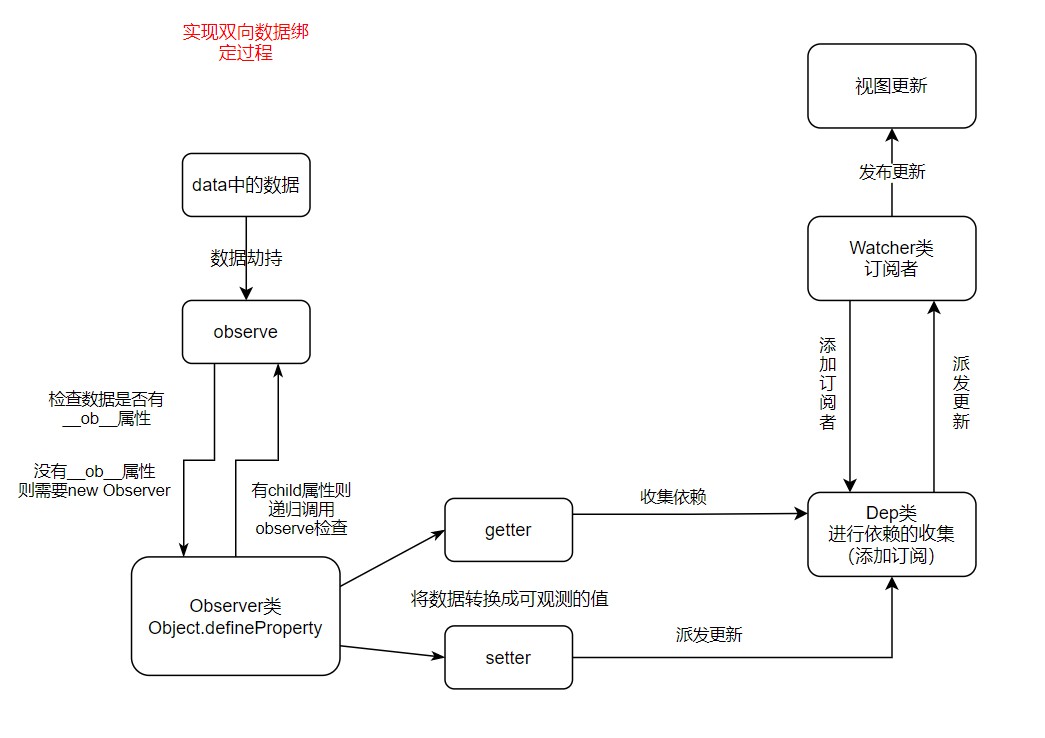 实现双向数据绑
定过程
data中的数据
数据劫持
observe
检查数据是否有
__ob__属性
没有__ob__属性
则需要new Observer
有child属性则
递归调用
observe检查
Observer类
Object.defineProperty
getter
将数据转换成可观测的值
setter
收集依赖
派发更新
视图更新
发布更新
Watcher类
订阅者
添加订阅者
派发更新
Dep类
进行依赖的收集
（添加订阅）